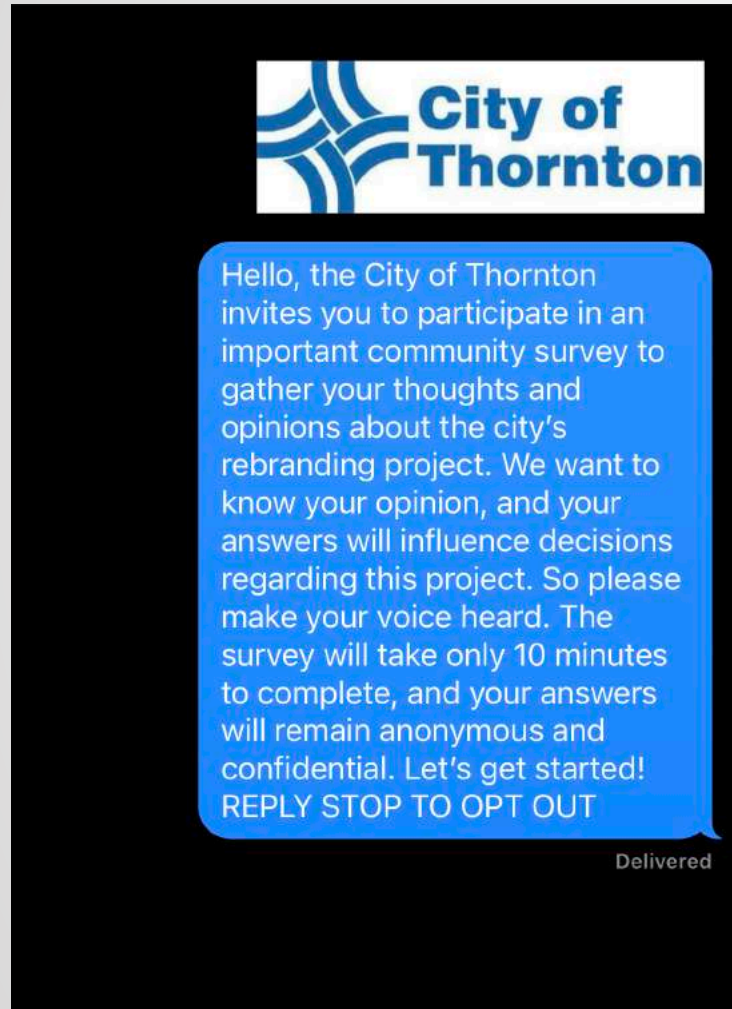 City of
Thornton
Hello, the City of Thornton
invites you to participate in an
important community survey to
gather your thoughts and
opinions about the city's
rebranding project. We want to
know your opinion, and your
answers will influence decisions
regarding this project. So please
make your voice heard. The
survey will take only 10 minutes
to complete, and your answers
will remain anonymous and
confidential. Let's get started!
REPLY STOP TO OPT OUT
Delivered